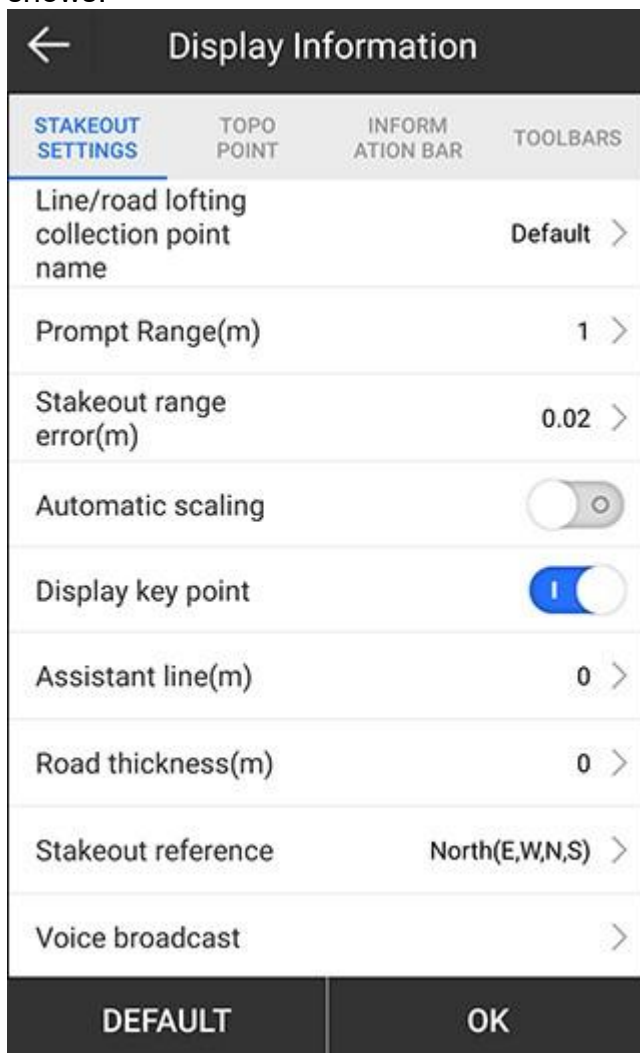 Display Information
STAKEOUT SETTINGS
TOPO POINT
INFORM ATION BAR
TOOLBARS
Line/road lofting
collection point
name
Default
Prompt Range(m)
1
Stakeout range
error(m)
0.02
Automatic scaling
Display key point
Assistant line(m)
0
Road thickness(m)
0
Stakeout reference
North(E,W,N,S)
Voice broadcast
DEFAULT
OK